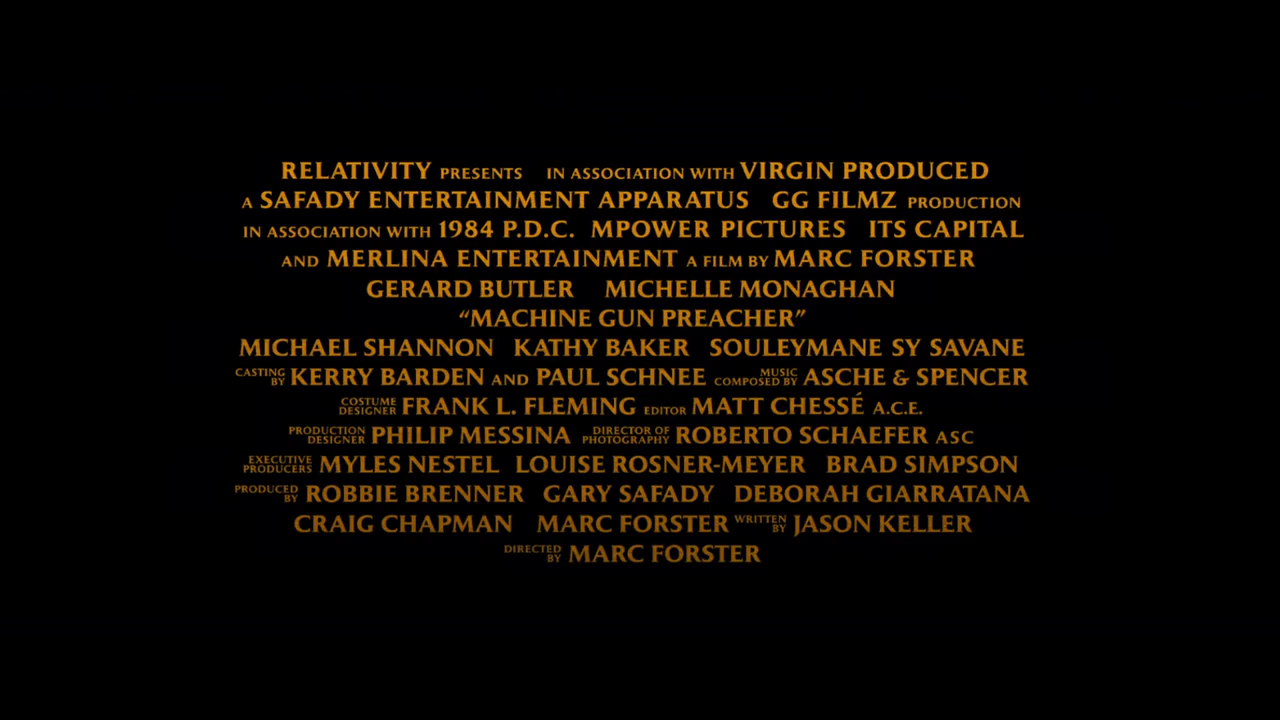 RELATIVITY PRESENTS IN ASSOCIATION WITH VIRGIN PRODUCED
A SAFADY ENTERTAINMENT APPARATUS GG FILMZ PRODUCTION
IN ASSOCIATION WITH 1984 P.D.C. MPOWER PICTURES ITS CAPITAL
AND MERLINA ENTERTAINMENT A FILM BY MARC FORSTER
GERARD BUTLER MICHELLE MONAGHAN
“MACHINE GUN PREACHER”
MICHAEL SHANNON KATHY BAKER SOULEYMANE SY SAVANE
CASTING BY KERRY BARDEN AND PAUL SCHNEE MUSIC COMPOSED BY ASCHE & SPENCER
COSTUME DESIGNER FRANK L. FLEMING EDITOR MATT CHESSÉ A.C.E.
PRODUCTION DESIGNER PHILIP MESSINA DIRECTOR OF PHOTOGRAPHY ROBERTO SCHAEFER ASC
EXECUTIVE PRODUCERS MYLES NESTEL LOUISE ROSNER-MEYER BRAD SIMPSON
PRODUCED BY ROBBIE BRENNER GARY SAFADY DEBORAH GIARRATANA
CRAIG CHAPMAN MARC FORSTER WRITTEN BY JASON KELLER
DIRECTED BY MARC FORSTER